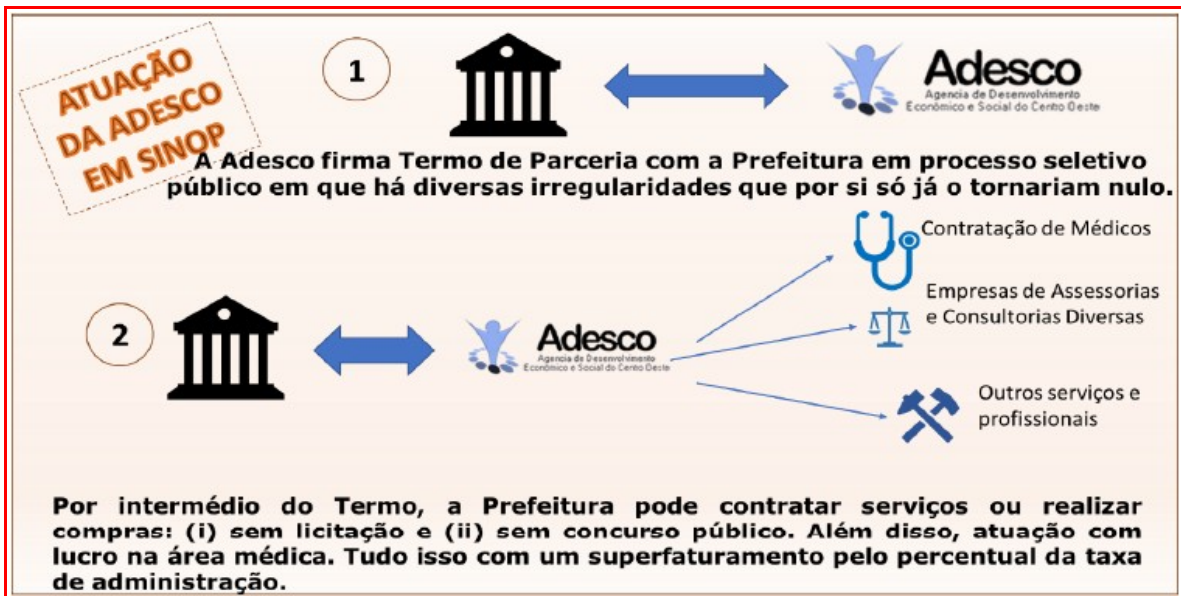 ATUAÇÃO
DA ADESCO
EM SINOP
1
Adesco
Agencia de Desenvolvimento
Econômico e Social do Centro Oeste
A Adesco firma Termo de Parceria com a Prefeitura em processo seletivo
público em que há diversas irregularidades que por si só já o tornariam nulo.
2
Adesco
Agencia de Desenvolvimento
Econômico e Social do Centro Oeste
Contratação de Médicos
Empresas de Assessorias
e Consultorias Diversas
Outros serviços e
profissionais
Por intermédio do Termo, a Prefeitura pode contratar serviços ou realizar
compras: (i) sem licitação e (ii) sem concurso público. Além disso, atuação com
lucro na área médica. Tudo isso com um superfaturamento pelo percentual da taxa
de administração.